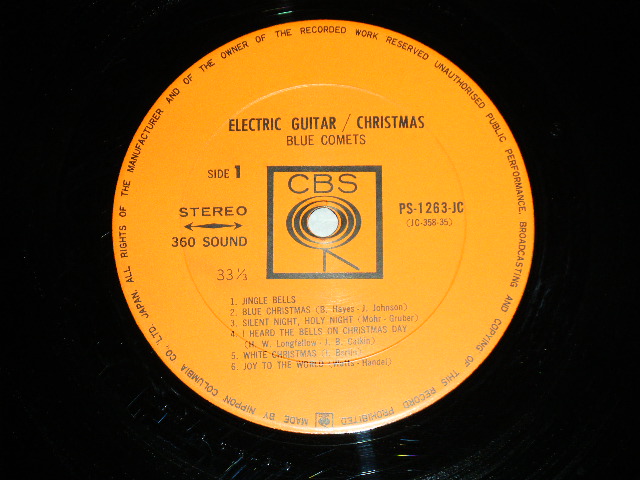 ELECTRIC GUITAR / CHRISTMAS
BLUE COMETS
SIDE 1
CBS
STEREO
360 SOUND
PS-1263-JC
(JC-358-35)
33⅓
1. JINGLE BELLS
2. BLUE CHRISTMAS (B. Hayes - J. Johnson)
3. SILENT NIGHT, HOLY NIGHT (Mohr - Gruber)
4. I HEARD THE BELLS ON CHRISTMAS DAY
(H. W. Longfellow - J. B. Calkin)
5. WHITE CHRISTMAS (I. Berlin)
6. JOY TO THE WORLD (Watts - Handel)
MADE BY NIPPON COLUMBIA CO., LTD. JAPAN. ALL RIGHTS OF THE MANUFACTURER AND OF THE OWNER OF THE RECORDED WORK RESERVED UNAUTHORISED PUBLIC PERFORMANCE, BROADCASTING AND COPYING OF THIS RECORD PROHIBITED